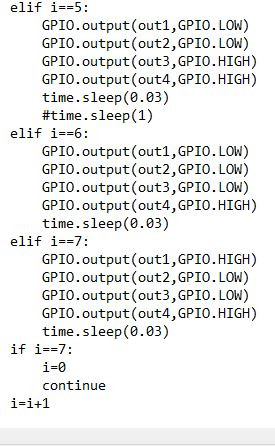 elif i==5:
GPIO.output(out1,GPIO.LOW)
GPIO.output(out2,GPIO.LOW)
GPIO.output(out3,GPIO.HIGH)
GPIO.output(out4,GPIO.HIGH)
time.sleep(0.03)
#time.sleep(1)
elif i==6:
GPIO.output(out1,GPIO.LOW)
GPIO.output(out2,GPIO.LOW)
GPIO.output(out3,GPIO.LOW)
GPIO.output(out4,GPIO.HIGH)
time.sleep(0.03)
elif i==7:
GPIO.output(out1,GPIO.HIGH)
GPIO.output(out2,GPIO.LOW)
GPIO.output(out3,GPIO.LOW)
GPIO.output(out4,GPIO.HIGH)
time.sleep(0.03)
if i==7:
i=0
continue
i=i+1